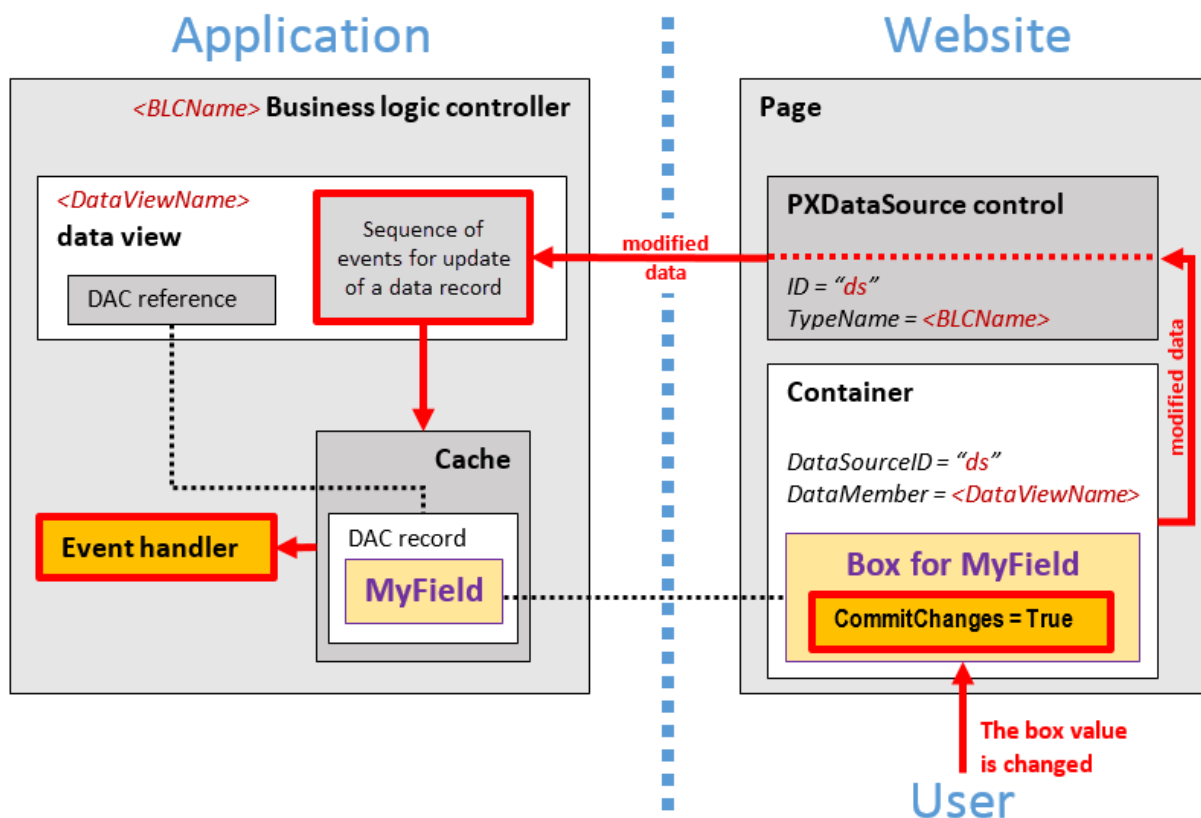 Application
Website
<BLCName> Business logic controller
<DataViewName>
data view
DAC reference
Sequence of
events for update
of a data record
Cache
DAC record
MyField
Event handler
modified
data
Page
PXDataSource control
ID = “ds”
TypeName = <BLCName>
modified data
Container
DataSourceID = “ds”
DataMember = <DataViewName>
Box for MyField
CommitChanges = True
The box value
is changed
User